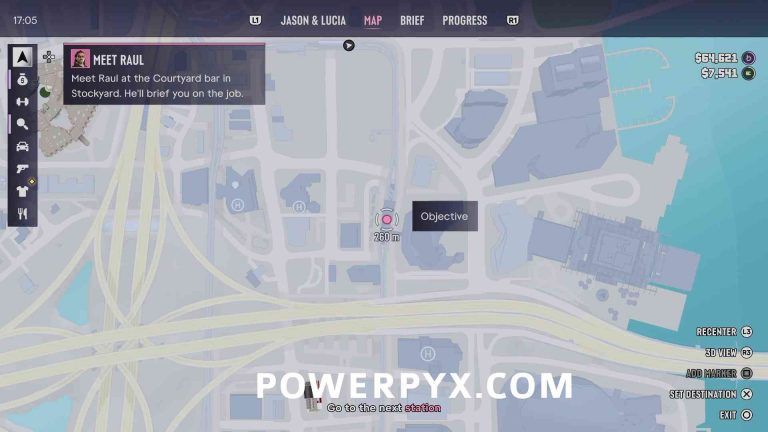 17:05
L1 JASON & LUCIA MAP BRIEF PROGRESS R1
MEET RAUL
Meet Raul at the Courtyard bar in
Stockyard. He'll brief you on the job.
$64,621
$7,541
H
H
Objective
260 m
H
RECENTER L3
3D VIEW R3
ADD MARKER
SET DESTINATION
EXIT
POWERPYX.COM
Go to the next station